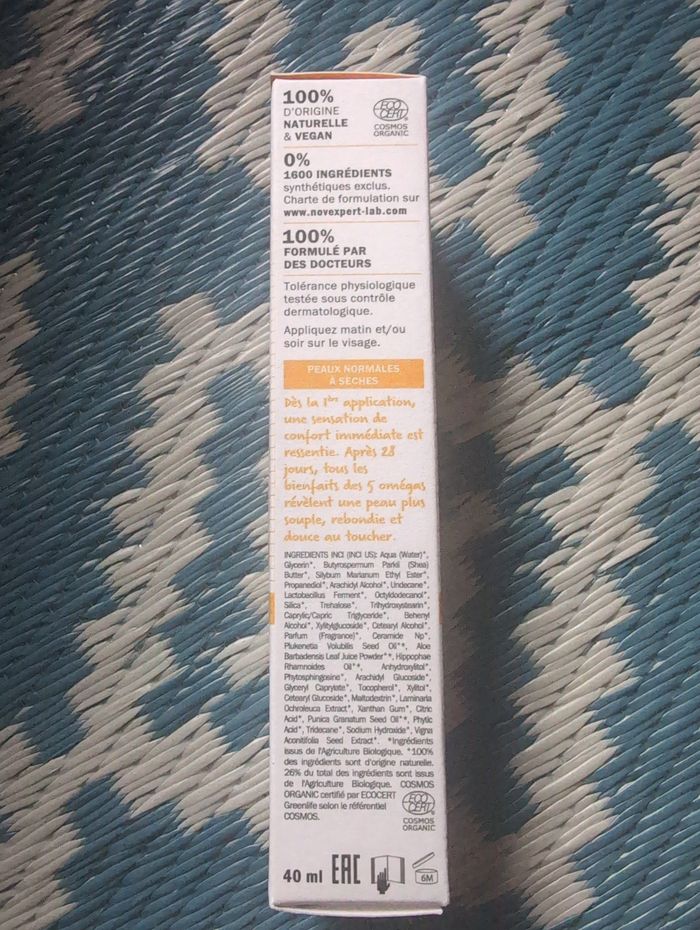 100%
D'ORIGINE
NATURELLE
& VEGAN
ECO
CERT
COSMOS
ORGANIC
0%
1600 INGRÉDIENTS
synthétiques exclus.
Charte de formulation sur
www.novexpert-lab.com
100%
FORMULÉ PAR
DES DOCTEURS
Tolérance physiologique
testée sous contrôle
dermatologique.
Appliquez matin et/ou
soir sur le visage.
PEAUX NORMALES
À SÈCHES
Dès la 1ère application,
une sensation de
confort immédiate est
ressentie. Après 28
jours, tous les
bienfaits des 5 omégas
révèlent une peau plus
souple, rebondie et
douce au toucher.
INGREDIENTS INCI (INCI US): Aqua (Water)*,
Glycerin*, Butyrospermum Parkii (Shea)
Butter*, Silybum Marianum Ethyl Ester*,
Propanediol*, Arachidyl Alcohol*, Undecane*,
Lactobacillus Ferment*, Octyldodecanol*,
Silica*, Trehalose*, Trihydroxystearin*,
Caprylic/Capric Triglyceride*, Behenyl
Alcohol*, Xylitylglucoside*, Cetearyl Alcohol*,
Parfum (Fragrance)*, Ceramide Np*,
Plukenetia Volubilis Seed Oil*+, Aloe
Barbadensis Leaf Juice Powder*+, Hippophae
Rhamnoides Oil*+, Anhydroxylitol*,
Phytosphingosine*, Arachidyl Glucoside*,
Glyceryl Caprylate*, Tocopherol*, Xylitol*,
Cetearyl Glucoside*, Maltodextrin*, Laminaria
Ochroleuca Extract*, Xanthan Gum*, Citric
Acid*, Punica Granatum Seed Oil*+, Phytic
Acid*, Tridecane*, Sodium Hydroxide*, Vigna
Aconitifolia Seed Extract*. +Ingrédients
issus de l'Agriculture Biologique. *100%
des ingrédients sont d'origine naturelle.
26% du total des ingrédients sont issus
de l'Agriculture Biologique. COSMOS
ORGANIC certifié par ECOCERT
Greenlife selon le référentiel
COSMOS.
ECO
CERT
COSMOS
ORGANIC
40 ml EAC 6M